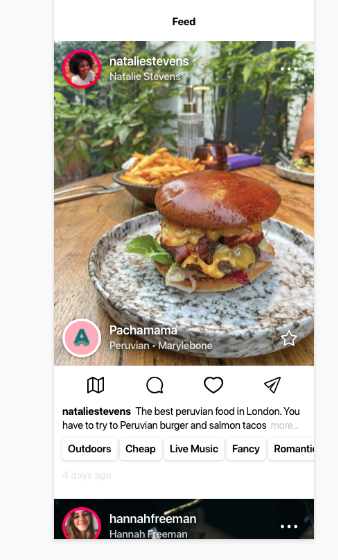 Feed
nataliestevens
Natalie Stevens
Pachamama
Peruvian • Marylebone
nataliestevens The best peruvian food in London. You
have to try to Peruvian burger and salmon tacos more...
Outdoors Cheap Live Music Fancy Romantic
4 days ago
hannahfreeman
Hannah Freeman